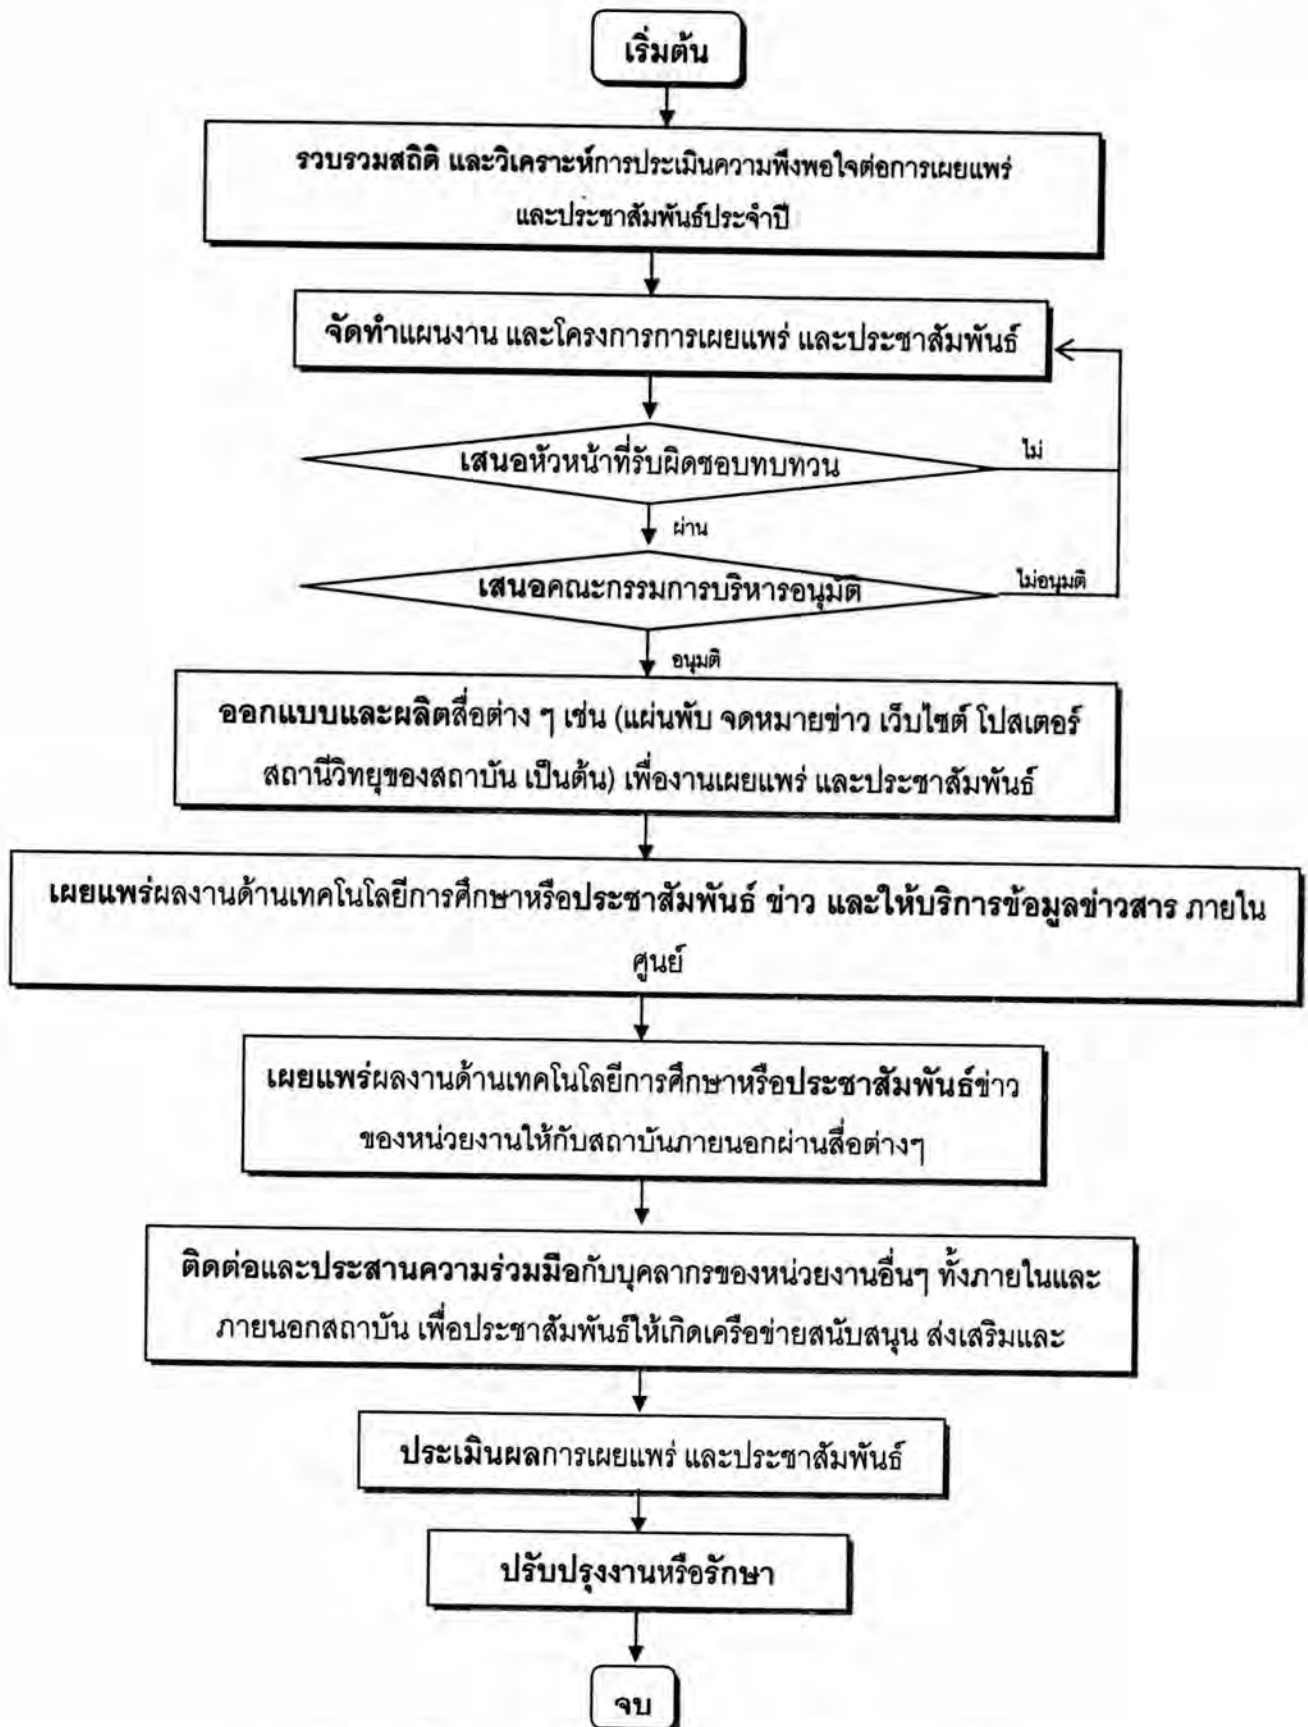 เริ่มต้น
รวบรวมสถิติ และวิเคราะห์การประเมินความพึงพอใจต่อการเผยแพร่
และประชาสัมพันธ์ประจำปี
จัดทำแผนงาน และโครงการการเผยแพร่ และประชาสัมพันธ์
เสนอหัวหน้าที่รับผิดชอบทบทวน
ไม่
ผ่าน
เสนอคณะกรรมการบริหารอนุมัติ
ไม่อนุมติ
อนุมติ
ออกแบบและผลิตสื่อต่าง ๆ เช่น (แผ่นพับ จดหมายข่าว เว็บไซต์ โปสเตอร์
สถานีวิทยุของสถาบัน เป็นต้น) เพื่องานเผยแพร่ และประชาสัมพันธ์
เผยแพร่ผลงานด้านเทคโนโลยีการศึกษาหรือประชาสัมพันธ์ ข่าว และให้บริการข้อมูลข่าวสาร ภายใน
ศูนย์
เผยแพร่ผลงานด้านเทคโนโลยีการศึกษาหรือประชาสัมพันธ์ข่าว
ของหน่วยงานให้กับสถาบันภายนอกผ่านสื่อต่างๆ
ติดต่อและประสานความร่วมมือกับบุคลากรของหน่วยงานอื่นๆ ทั้งภายในและ
ภายนอกสถาบัน เพื่อประชาสัมพันธ์ให้เกิดเครือข่ายสนับสนุน ส่งเสริมและ
ประเมินผลการเผยแพร่ และประชาสัมพันธ์
ปรับปรุงงานหรือรักษา
จบ